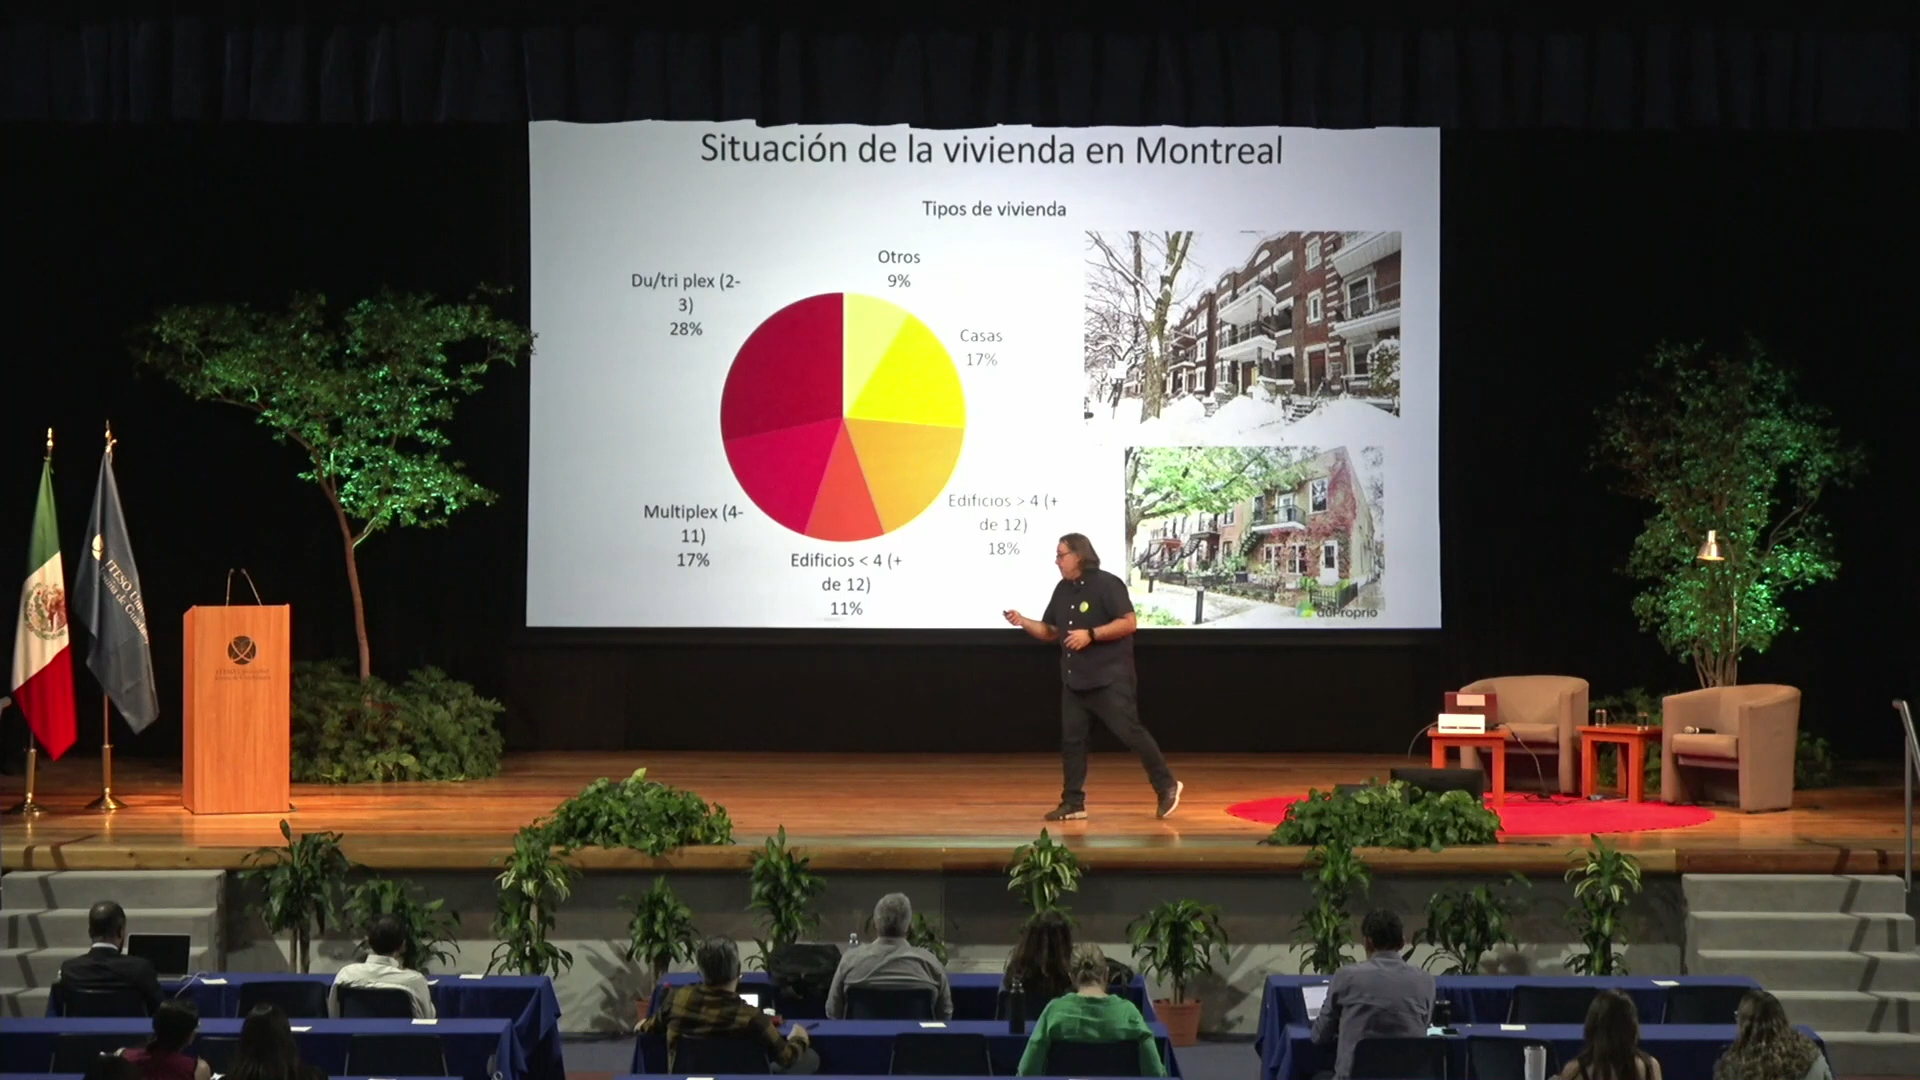 Situación de la vivienda en Montreal
Tipos de vivienda
Otros
9%
Du/tri plex (2-
3)
28%
Casas
17%
Edificios > 4 (+
de 12)
18%
Multiplex (4-
11)
17%
Edificios < 4 (+
de 12)
11%
duProprio
ITESO